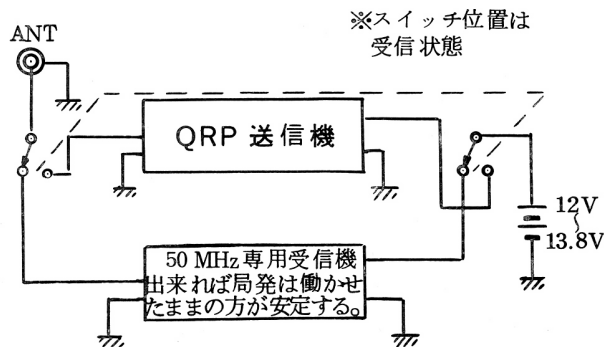 ※スイッチ位置は
受信状態
ANT
QRP 送信機
12V
〜
13.8V
50 MHz専用受信機
出来れば局発は働かせ
たままの方が安定する。